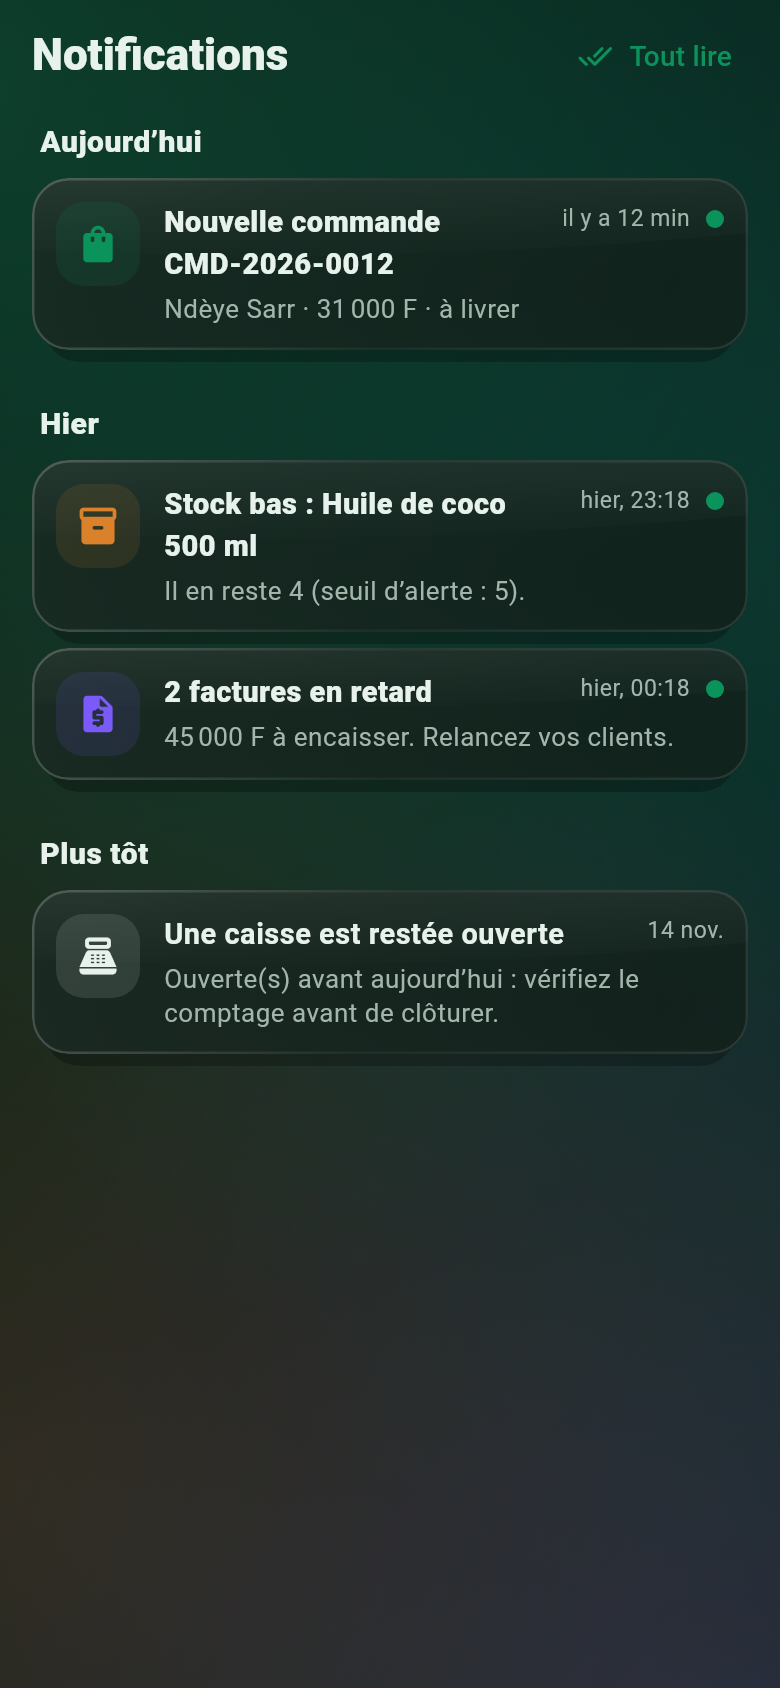 Notifications
Tout lire
Aujourd’hui
Nouvelle commande
CMD-2026-0012
il y a 12 min
Ndèye Sarr · 31 000 F · à livrer
Hier
Stock bas : Huile de coco
500 ml
hier, 23:18
Il en reste 4 (seuil d’alerte : 5).
2 factures en retard
hier, 00:18
45 000 F à encaisser. Relancez vos clients.
Plus tôt
Une caisse est restée ouverte
14 nov.
Ouverte(s) avant aujourd’hui : vérifiez le
comptage avant de clôturer.